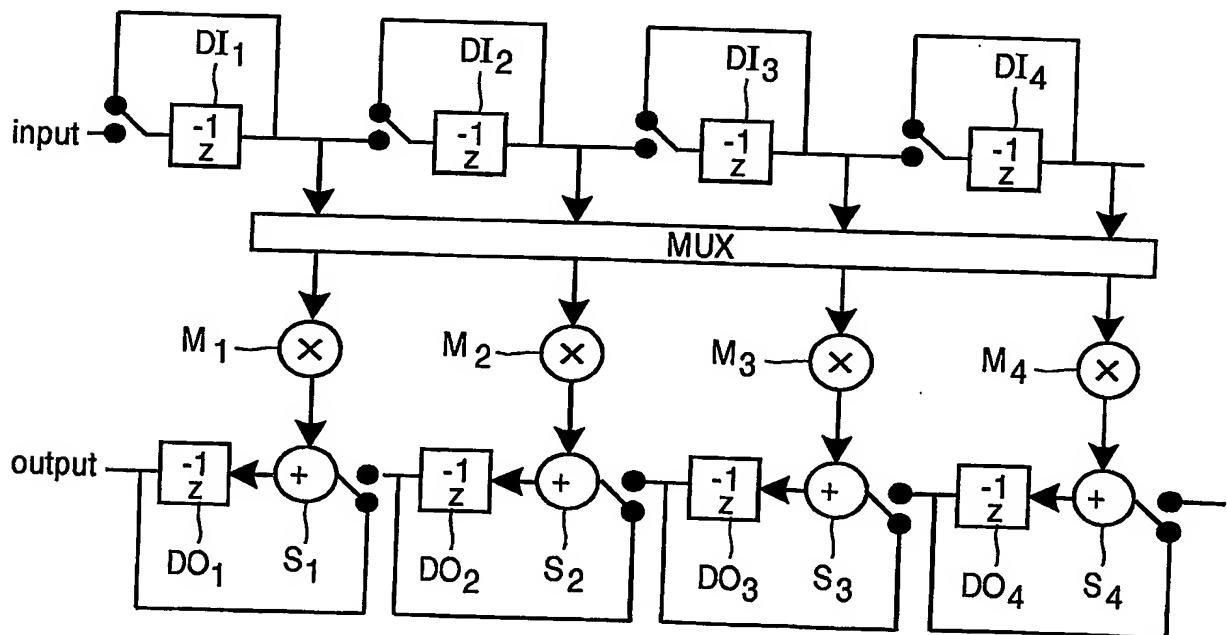 DI1
DI2
DI3
DI4
input
-1
z
-1
z
-1
z
-1
z
MUX
M1
M2
M3
M4
output
-1
z
+
-1
z
+
-1
z
+
-1
z
+
DO1
S1
DO2
S2
DO3
S3
DO4
S4